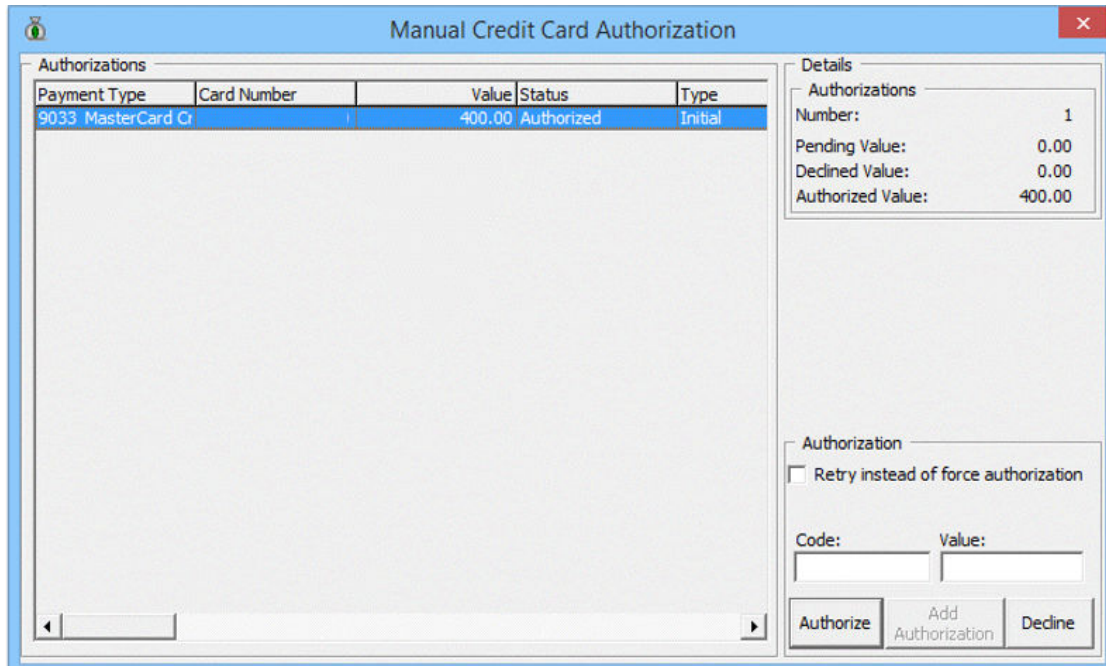 Manual Credit Card Authorization
Authorizations
Payment Type Card Number Value Status Type
9033 MasterCard Cr 400.00 Authorized Initial
Details
Authorizations
Number: 1
Pending Value: 0.00
Declined Value: 0.00
Authorized Value: 400.00
Authorization
Retry instead of force authorization
Code: Value:
Authorize Add Authorization Decline